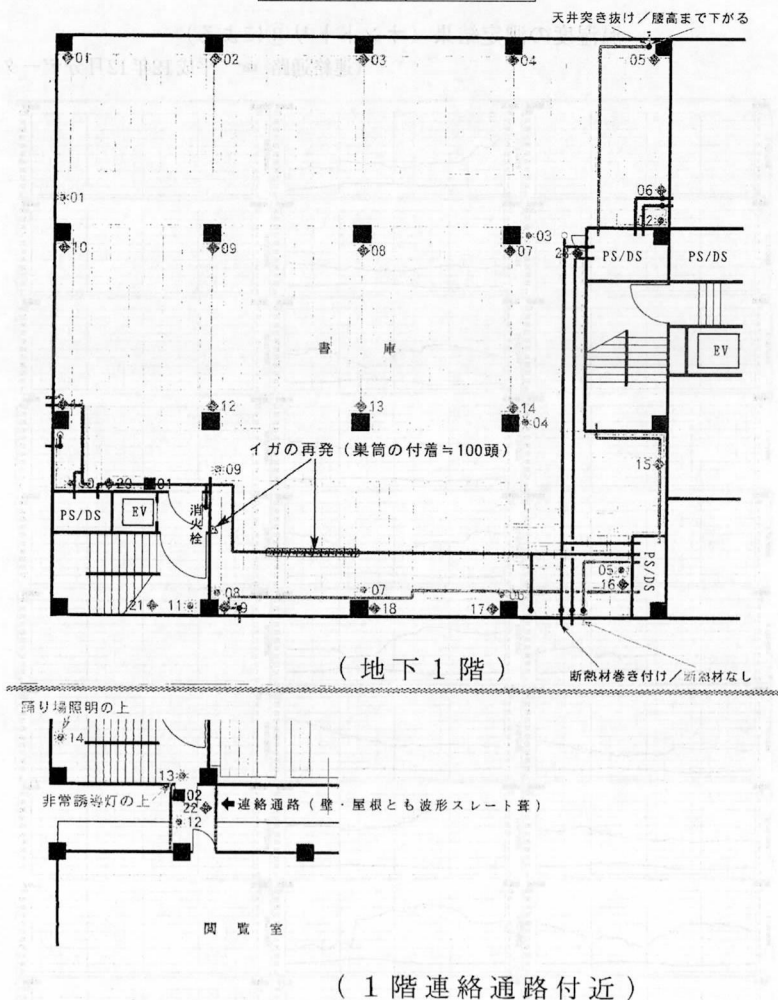 天井突き抜け／膝高まで下がる
01
02
03
04
05
01
06
12
10
09
08
03
07
PS/DS
PS/DS
EV
書 庫
11
12
13
14
04
イガの再発（巣筒の付着≒100頭）
09
15
20
01
PS/DS
EV
消火栓
PS/DS
05
16
21
11
08
19
07
18
17
（地下１階）
断熱材巻き付け／断熱材なし
踊り場照明の上
14
13
非常誘導灯の上
02
22
連絡通路（壁・屋根とも波形スレート葺）
12
閲 覧 室
（１階連絡通路付近）